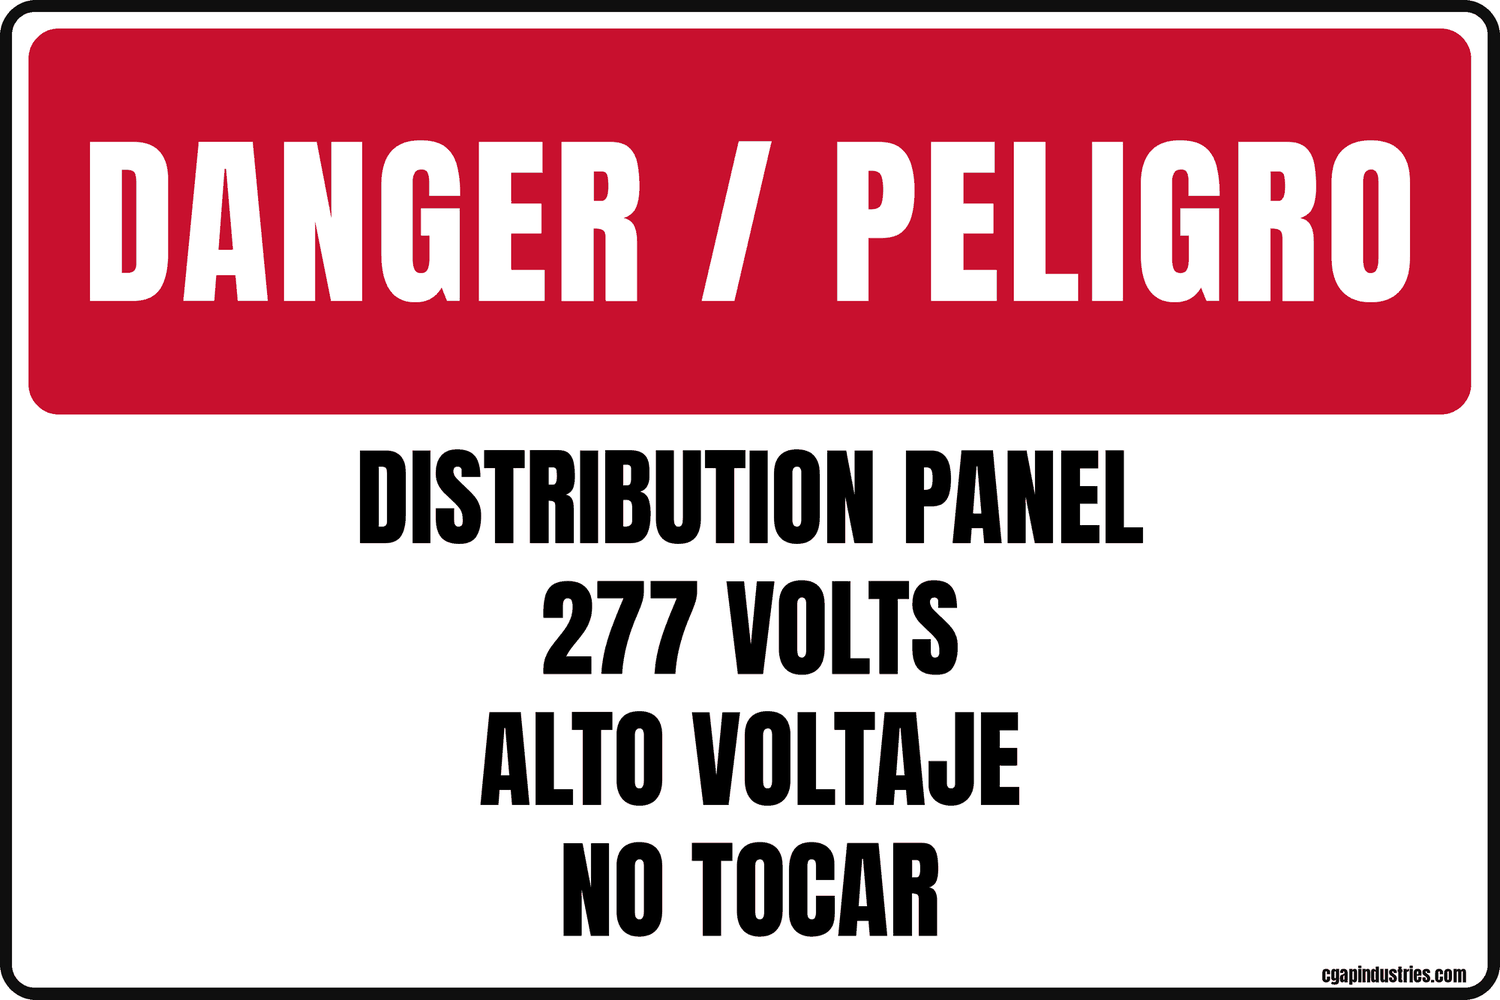 DANGER / PELIGRO
DISTRIBUTION PANEL
277 VOLTS
ALTO VOLTAJE
NO TOCAR
cgapindustries.com